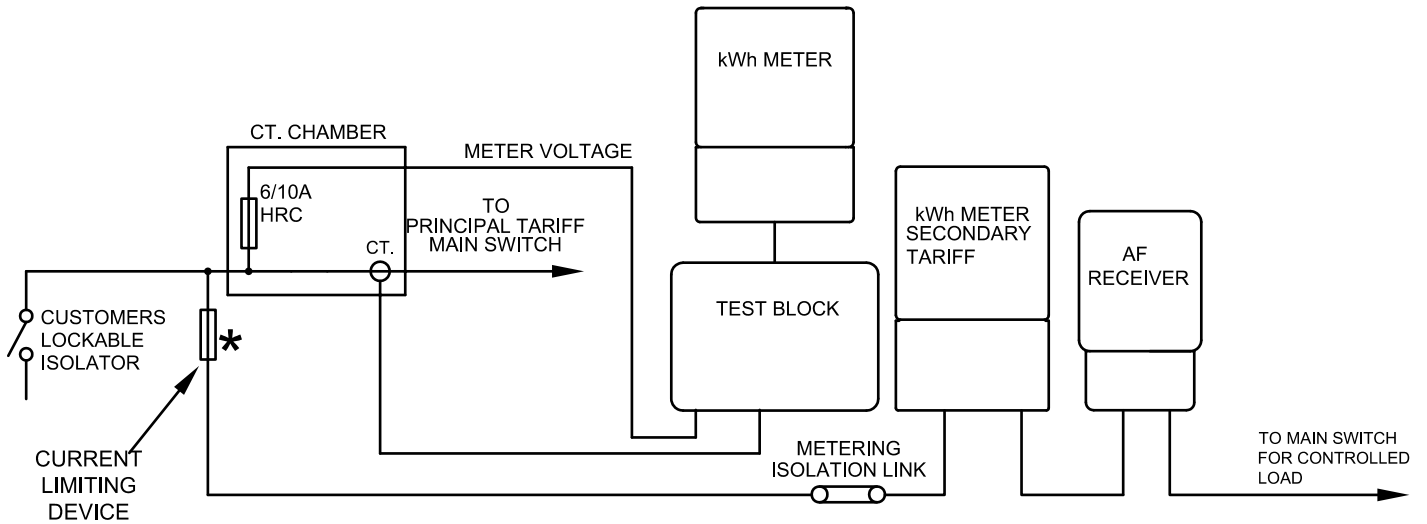 kWh METER
CT. CHAMBER
METER VOLTAGE
6/10A
HRC
TO
PRINCIPAL TARIFF
MAIN SWITCH
CT.
kWh METER
SECONDARY
TARIFF
AF
RECEIVER
TEST BLOCK
CUSTOMERS
LOCKABLE
ISOLATOR
*
CURRENT
LIMITING
DEVICE
METERING
ISOLATION LINK
TO MAIN SWITCH
FOR CONTROLLED
LOAD